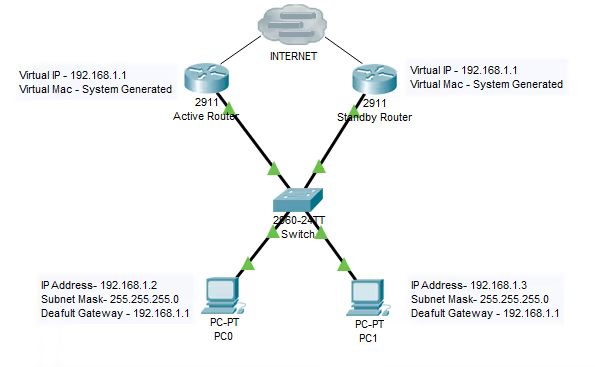 INTERNET
Virtual IP - 192.168.1.1
Virtual Mac - System Generated
Virtual IP - 192.168.1.1
Virtual Mac - System Generated
2911
Active Router
2911
Standby Router
2960-24TT
Switch
IP Address- 192.168.1.2
Subnet Mask- 255.255.255.0
Deafult Gateway - 192.168.1.1
PC-PT
PC0
PC-PT
PC1
IP Address- 192.168.1.3
Subnet Mask- 255.255.255.0
Deafult Gateway - 192.168.1.1